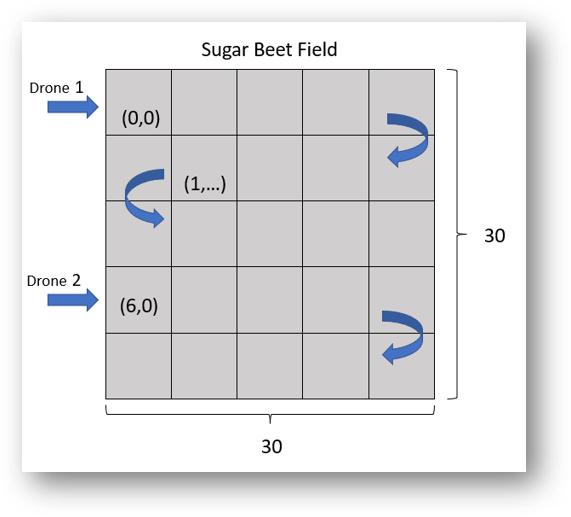 Sugar Beet Field
Drone 1
(0,0)
(1,...)
30
Drone 2
(6,0)
30